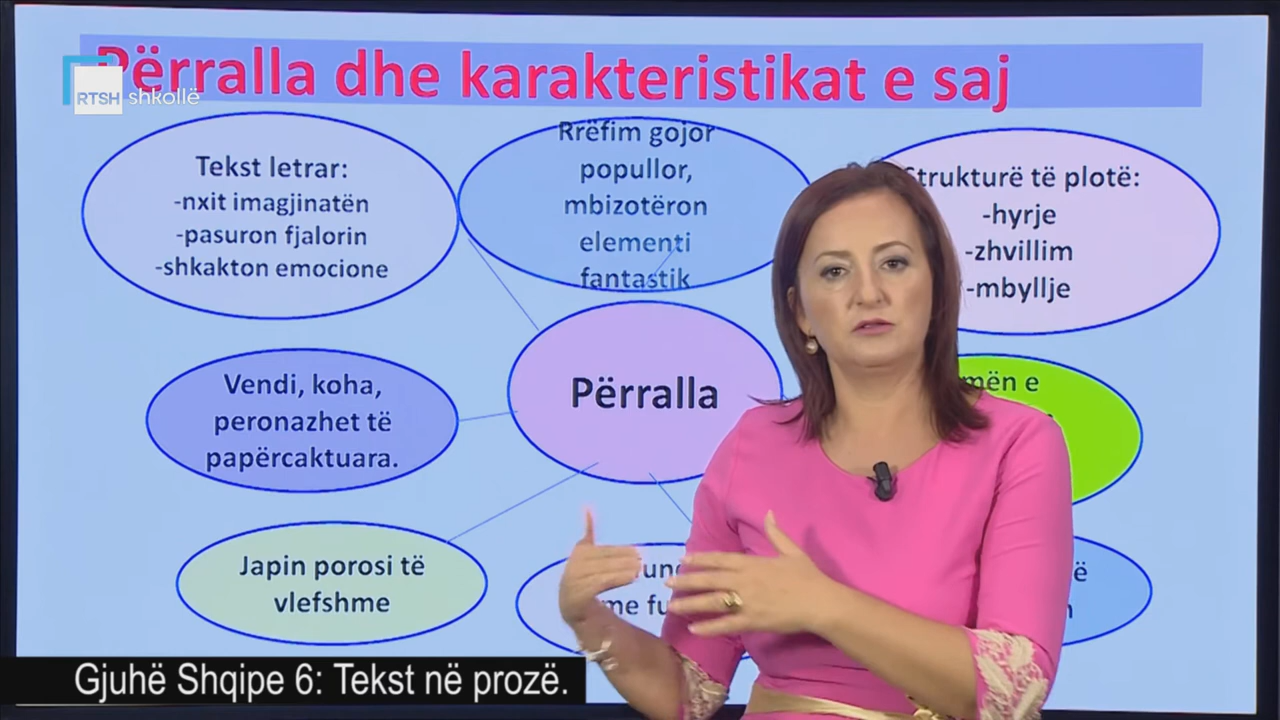 Përralla dhe karakteristikat e saj
RTSH shkollë
Tekst letrar:
-nxit imagjinatën
-pasuron fjalorin
-shkakton emocione
Rrëfim gojor
popullor,
mbizotëron
elementi
fantastik
Strukturë të plotë:
-hyrje
-zhvillim
-mbyllje
Vendi, koha,
peronazhet të
papërcaktuara.
Përralla
Japin porosi të
vlefshme
Gjuhë Shqipe 6: Tekst në prozë.